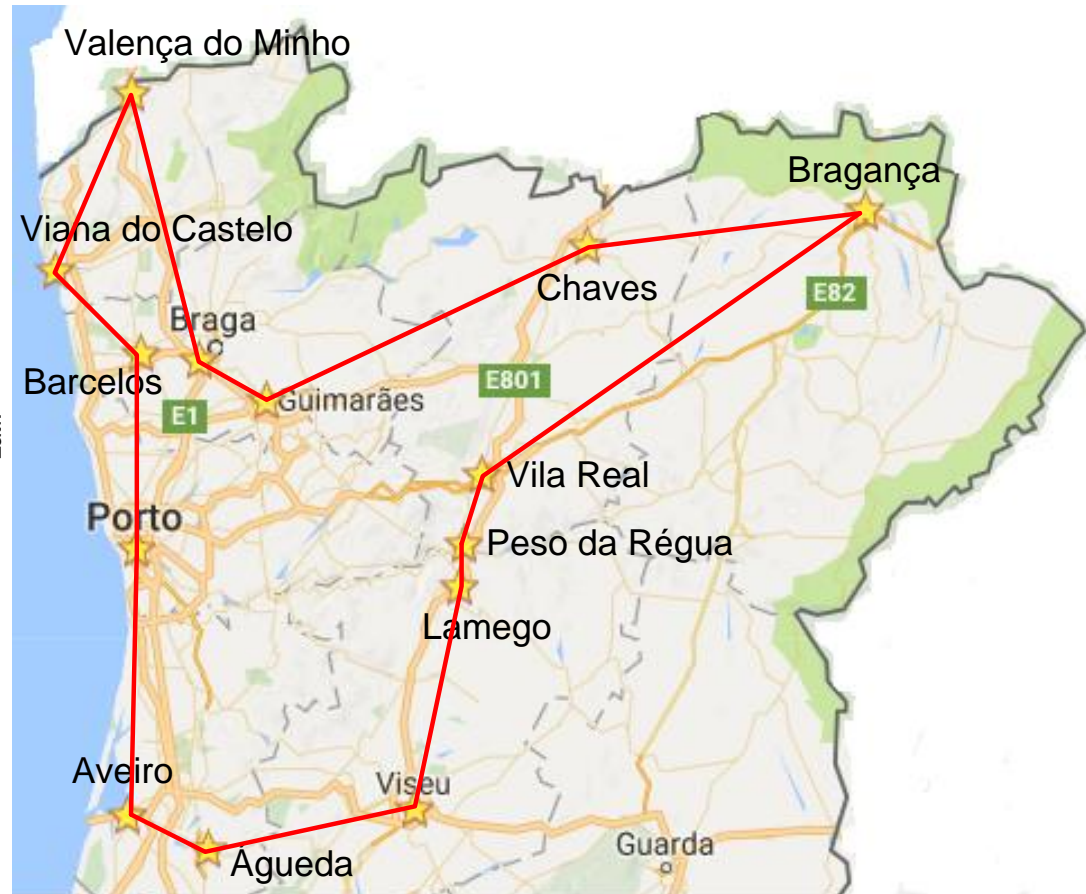 Valença do Minho
Bragança
Viana do Castelo
Chaves
E82
Braga
Barcelos
E801
Guimarães
E1
Vila Real
Porto
Peso da Régua
Lamego
Aveiro
Viseu
Águeda
Guarda